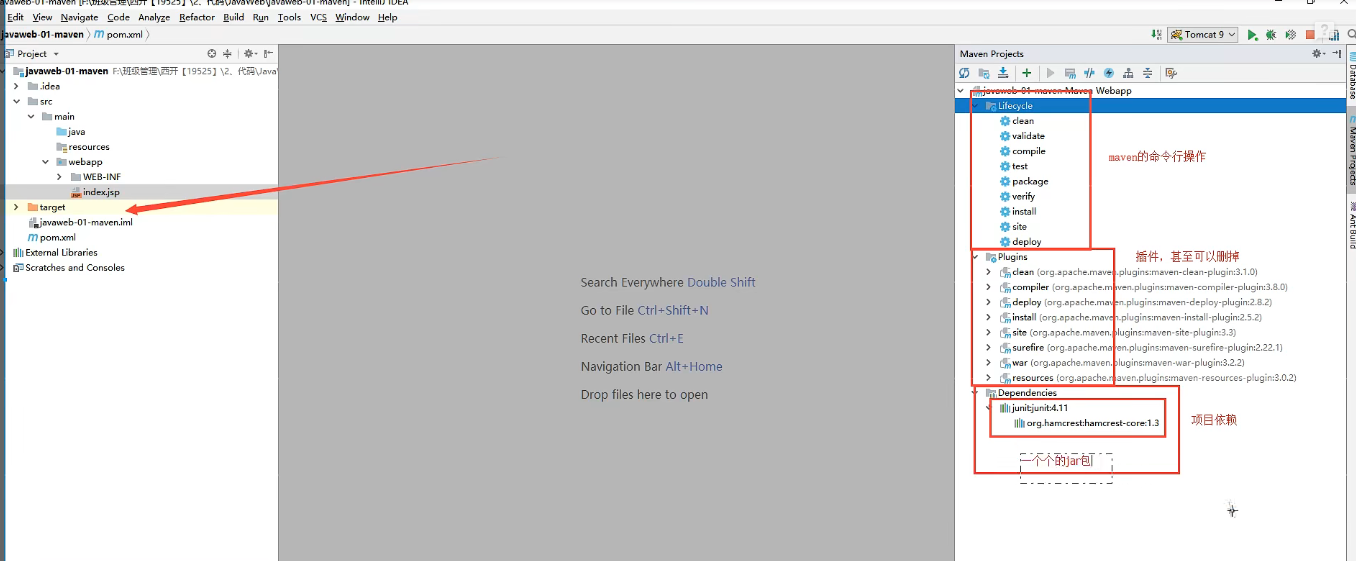 javaweb-01-maven [F:\班级管理\西开【19525】\2、代码\JavaWeb\javaweb-01-maven] - IntelliJ IDEA
Edit View Navigate Code Analyze Refactor Build Run Tools VCS Window Help
javaweb-01-maven pom.xml
Tomcat 9
Project
javaweb-01-maven F:\班级管理\西开【19525】\2、代码\Java
.idea
src
main
java
resources
webapp
WEB-INF
index.jsp
target
javaweb-01-maven.iml
pom.xml
External Libraries
Scratches and Consoles
Search Everywhere Double Shift
Go to File Ctrl+Shift+N
Recent Files Ctrl+E
Navigation Bar Alt+Home
Drop files here to open
Maven Projects
javaweb-01-maven Maven Webapp
Lifecycle
clean
validate
compile
test
package
verify
install
site
deploy
maven的命令行操作
Plugins
插件，甚至可以删掉
clean (org.apache.maven.plugins:maven-clean-plugin:3.1.0)
compiler (org.apache.maven.plugins:maven-compiler-plugin:3.8.0)
deploy (org.apache.maven.plugins:maven-deploy-plugin:2.8.2)
install (org.apache.maven.plugins:maven-install-plugin:2.5.2)
site (org.apache.maven.plugins:maven-site-plugin:3.3)
surefire (org.apache.maven.plugins:maven-surefire-plugin:2.22.1)
war (org.apache.maven.plugins:maven-war-plugin:3.2.2)
resources (org.apache.maven.plugins:maven-resources-plugin:3.0.2)
Dependencies
junit:junit:4.11
org.hamcrest:hamcrest-core:1.3
项目依赖
一个个的jar包
Database
Maven Projects
Ant Build